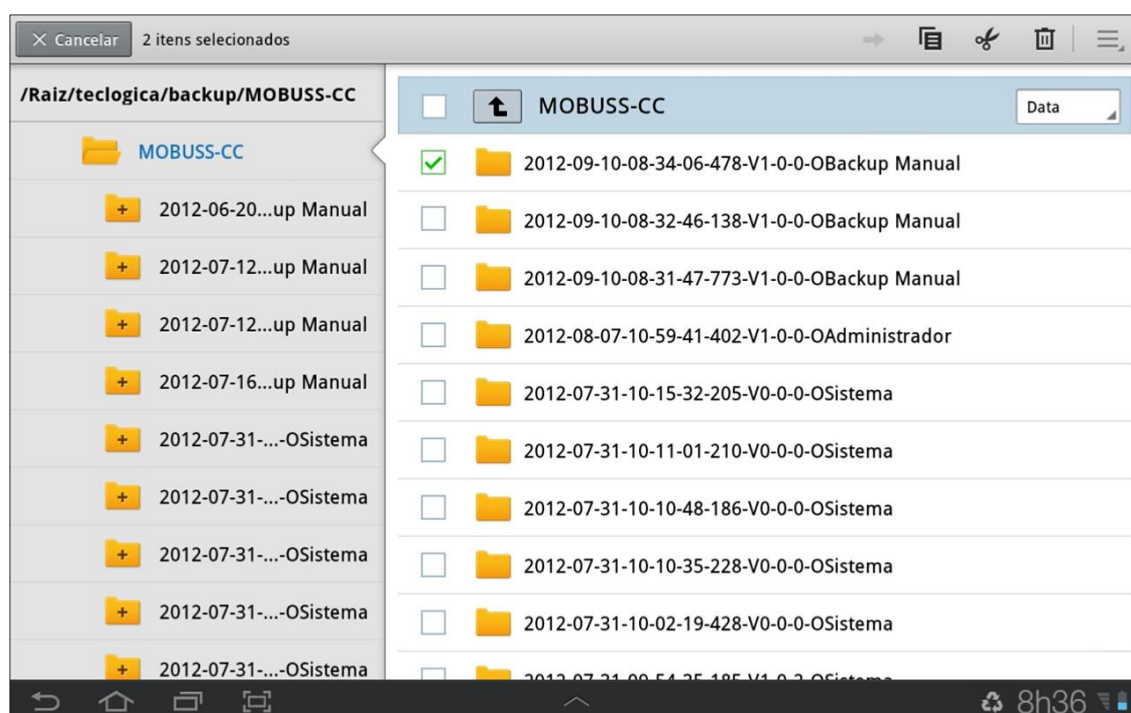 Cancelar
2 itens selecionados
/Raiz/teclogica/backup/MOBUSS-CC
MOBUSS-CC
2012-06-20...up Manual
2012-07-12...up Manual
2012-07-12...up Manual
2012-07-16...up Manual
2012-07-31-...-OSistema
2012-07-31-...-OSistema
2012-07-31-...-OSistema
2012-07-31-...-OSistema
2012-07-31-...-OSistema
MOBUSS-CC
Data
2012-09-10-08-34-06-478-V1-0-0-OBackup Manual
2012-09-10-08-32-46-138-V1-0-0-OBackup Manual
2012-09-10-08-31-47-773-V1-0-0-OBackup Manual
2012-08-07-10-59-41-402-V1-0-0-OAdministrador
2012-07-31-10-15-32-205-V0-0-0-OSistema
2012-07-31-10-11-01-210-V0-0-0-OSistema
2012-07-31-10-10-48-186-V0-0-0-OSistema
2012-07-31-10-10-35-228-V0-0-0-OSistema
2012-07-31-10-02-19-428-V0-0-0-OSistema
8h36